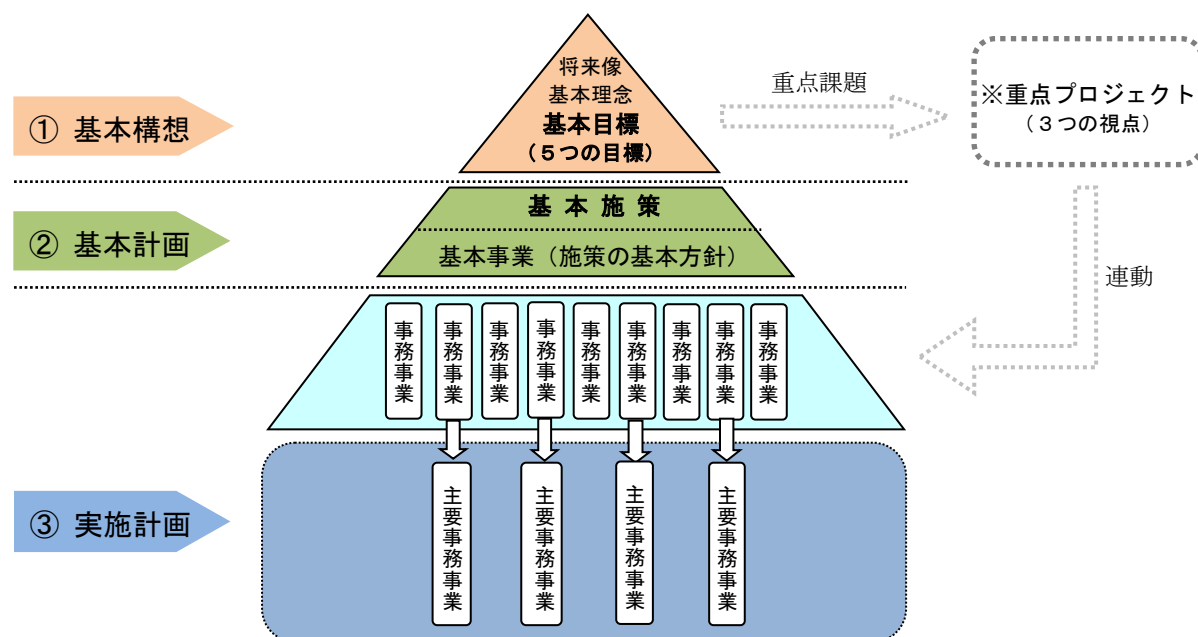 将来像
基本理念
基本目標
（５つの目標）
重点課題
※重点プロジェクト
（３つの視点）
① 基本構想
基 本 施 策
② 基本計画
基本事業（施策の基本方針）
連動
事務事業
事務事業
事務事業
事務事業
事務事業
事務事業
事務事業
事務事業
事務事業
③ 実施計画
主要事務事業
主要事務事業
主要事務事業
主要事務事業